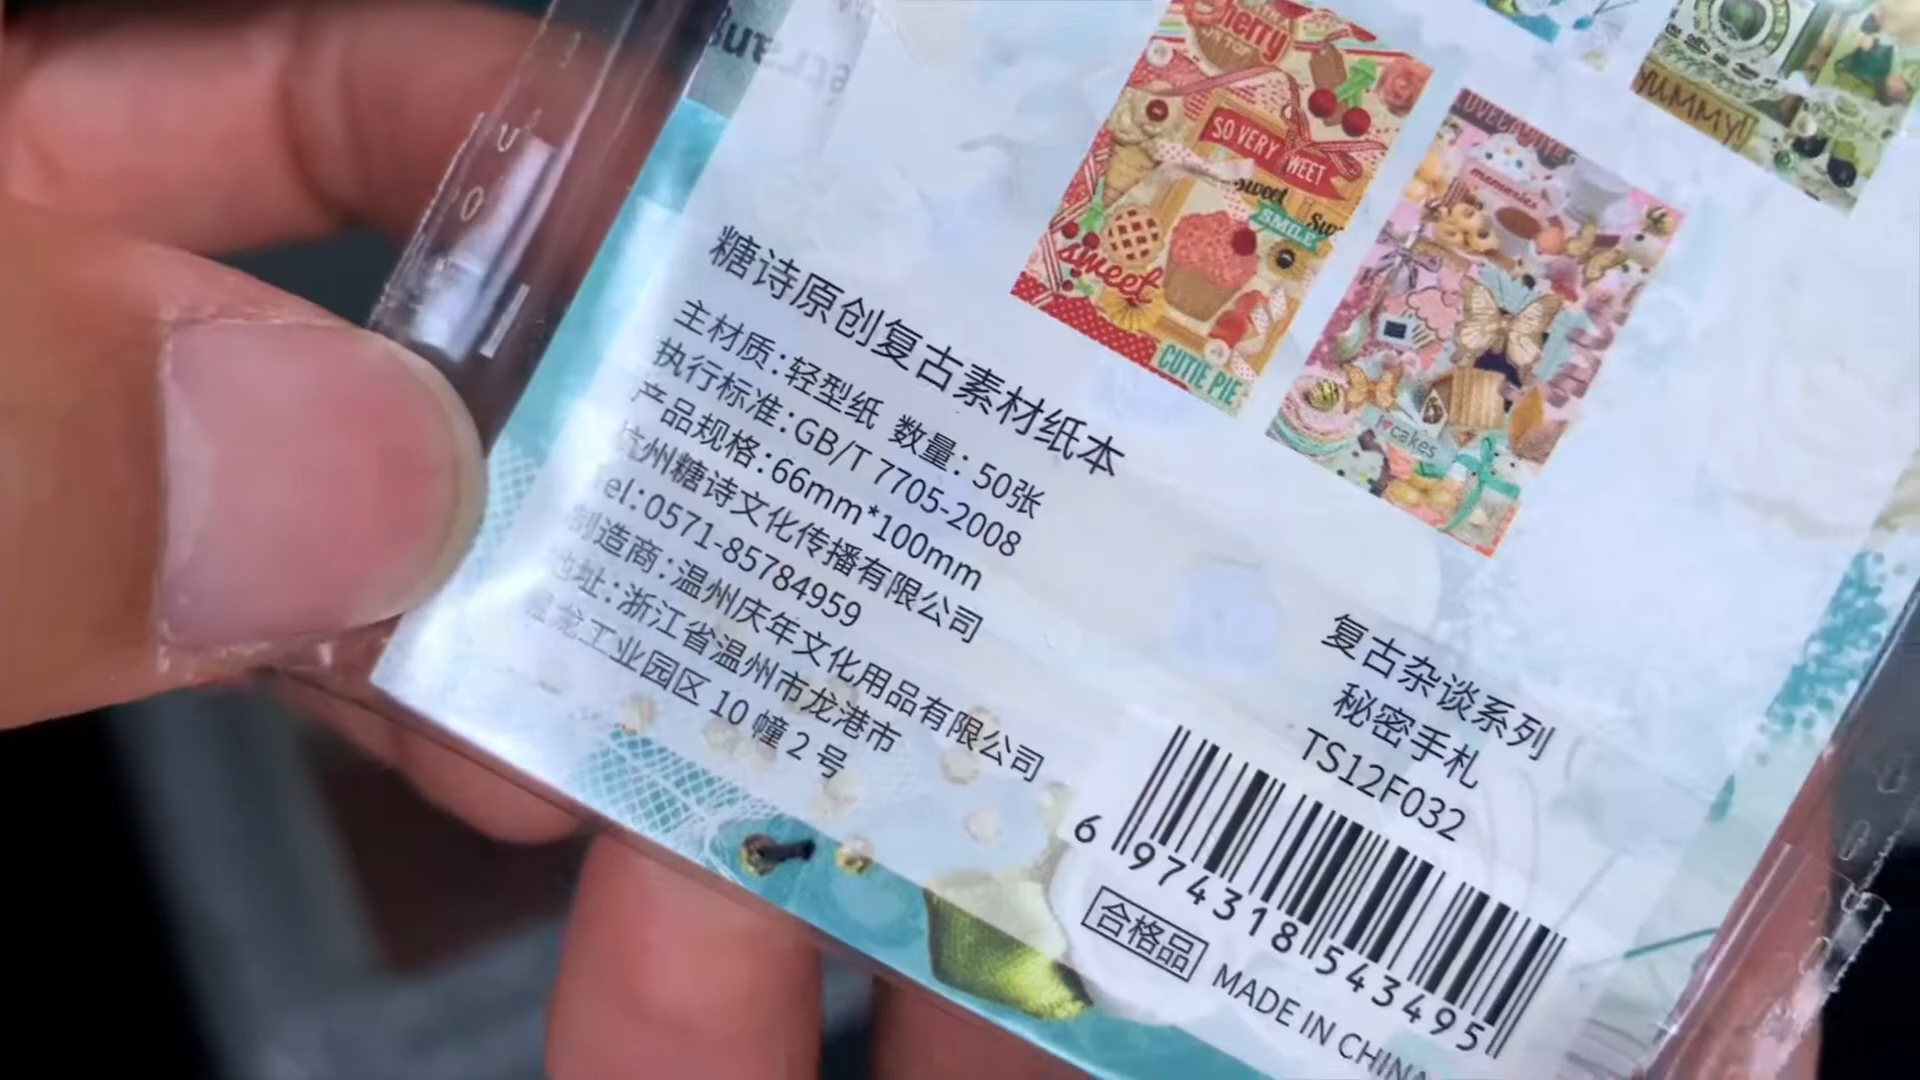 Cherry
SO VERY SWEET
sweet
SMILE
sweet
CUTIE PIE
memories
I ♥ cakes
YUMMY!
糖诗原创复古素材纸本
主材质:轻型纸 数量:50张
执行标准:GB/T 7705-2008
产品规格:66mm*100mm
杭州糖诗文化传播有限公司
el:0571-85784959
制造商:温州庆年文化用品有限公司
地址:浙江省温州市龙港市
龙工业园区 10 幢 2 号
复古杂谈系列
秘密手札
TS12F032
6 974318 543495
合格品
MADE IN CHINA